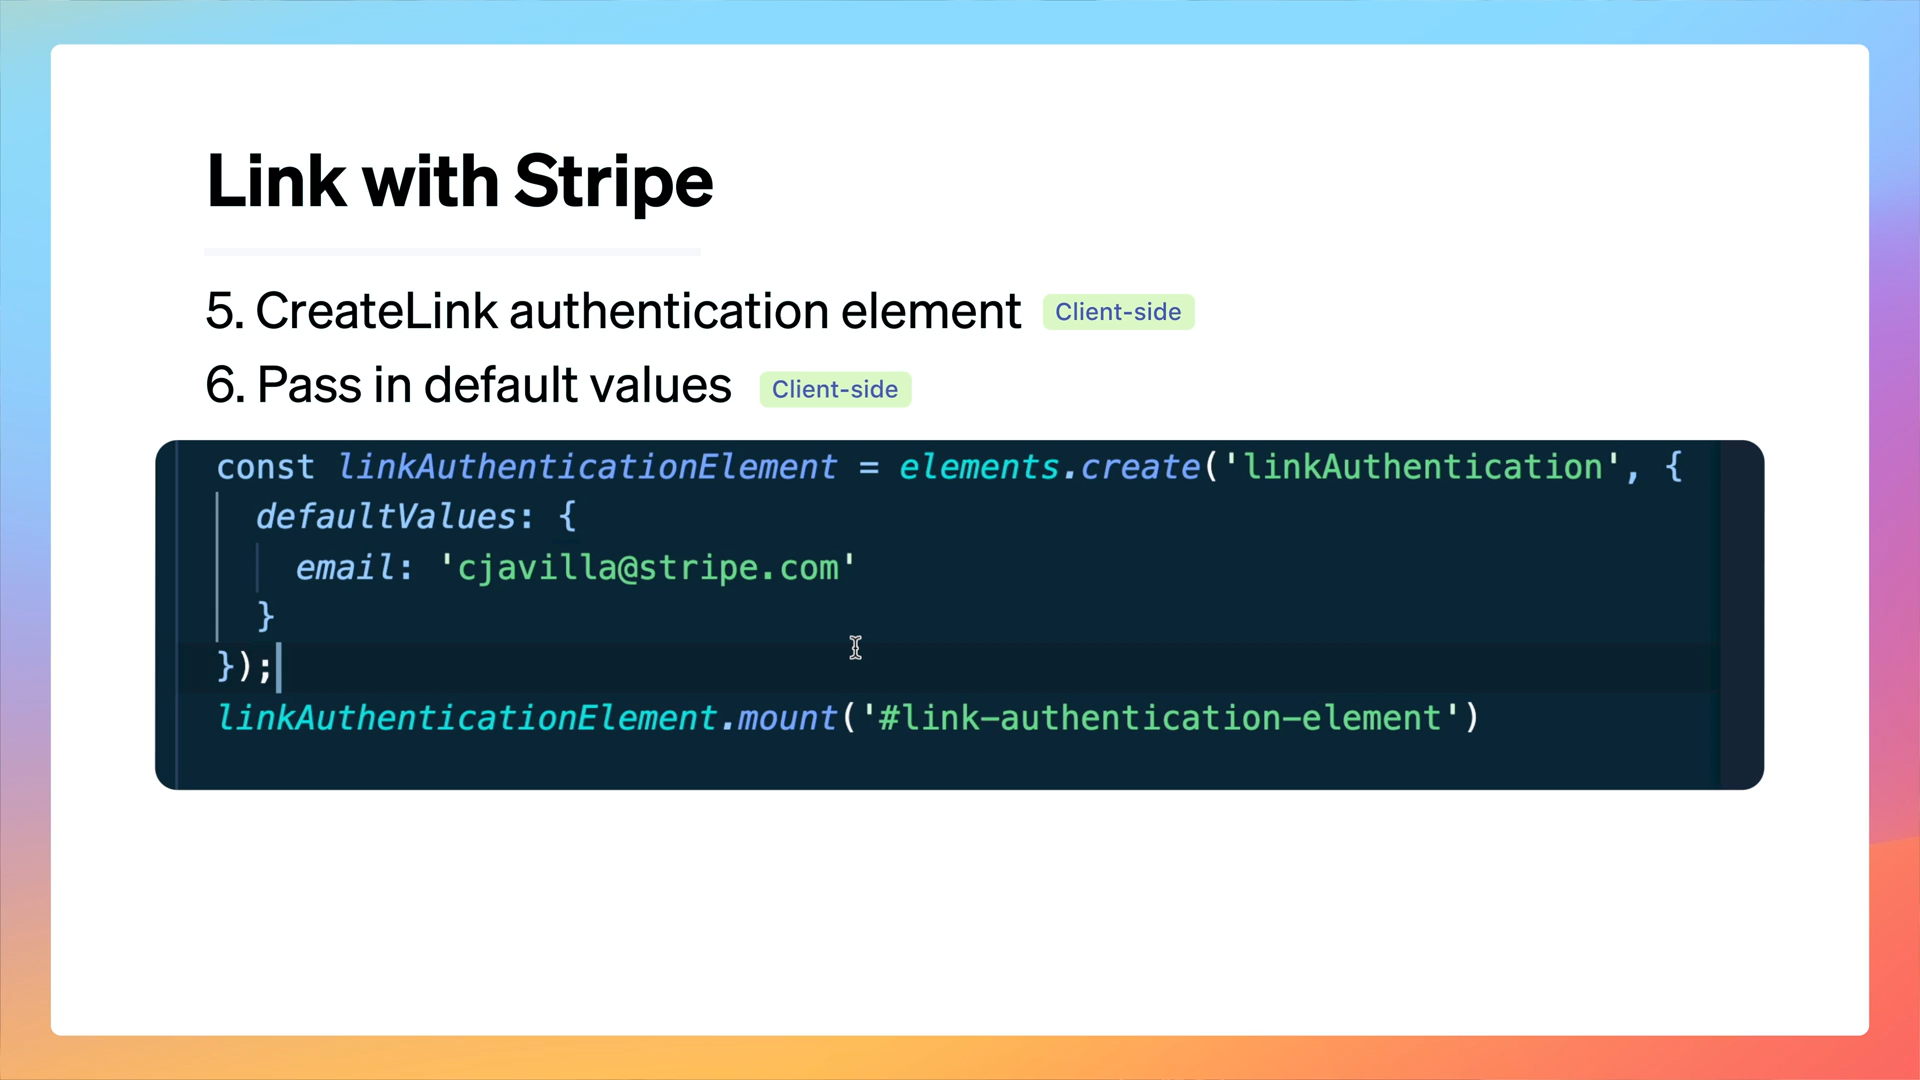 Link with Stripe
5. CreateLink authentication element Client-side
6. Pass in default values Client-side
const linkAuthenticationElement = elements.create('linkAuthentication', {
defaultValues: {
email: 'cjavilla@stripe.com'
}
});
linkAuthenticationElement.mount('#link-authentication-element')